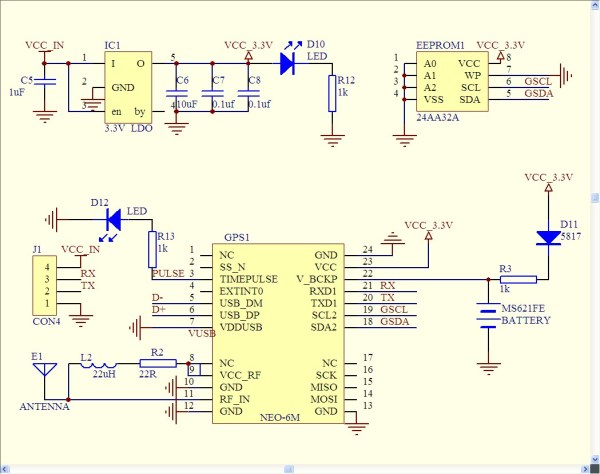 VCC_IN
IC1
VCC_3.3V
D10
LED
EEPROM1
VCC_3.3V
1 I O 5
2 GND
3 en by 4
3.3V LDO
C5
1uF
C6
10uF
C7
0.1uf
C8
0.1uf
R12
1k
1 A0 VCC 8
2 A1 WP 7
3 A2 SCL 6 GSCL
4 VSS SDA 5 GSDA
24AA32A
VCC_3.3V
D12
LED
D11
5817
VCC_3.3V
R13
1k
GPS1
J1
VCC_IN
4
3 RX
2 TX
1
CON4
1 NC GND 24
2 SS_N VCC 23
PULSE 3 TIMEPULSE V_BCKP 22
4 EXTINT0 RXD1 21 RX
D- 5 USB_DM TXD1 20 TX
D+ 6 USB_DP SCL2 19 GSCL
7 VDDUSB SDA2 18 GSDA
VUSB
R3
1k
MS621FE
BATTERY
E1
ANTENNA
L2
22uH
R2
22R
8 NC NC 17
9 VCC_RF SCK 16
10 GND MISO 15
11 RF_IN MOSI 14
12 GND GND 13
NEO-6M